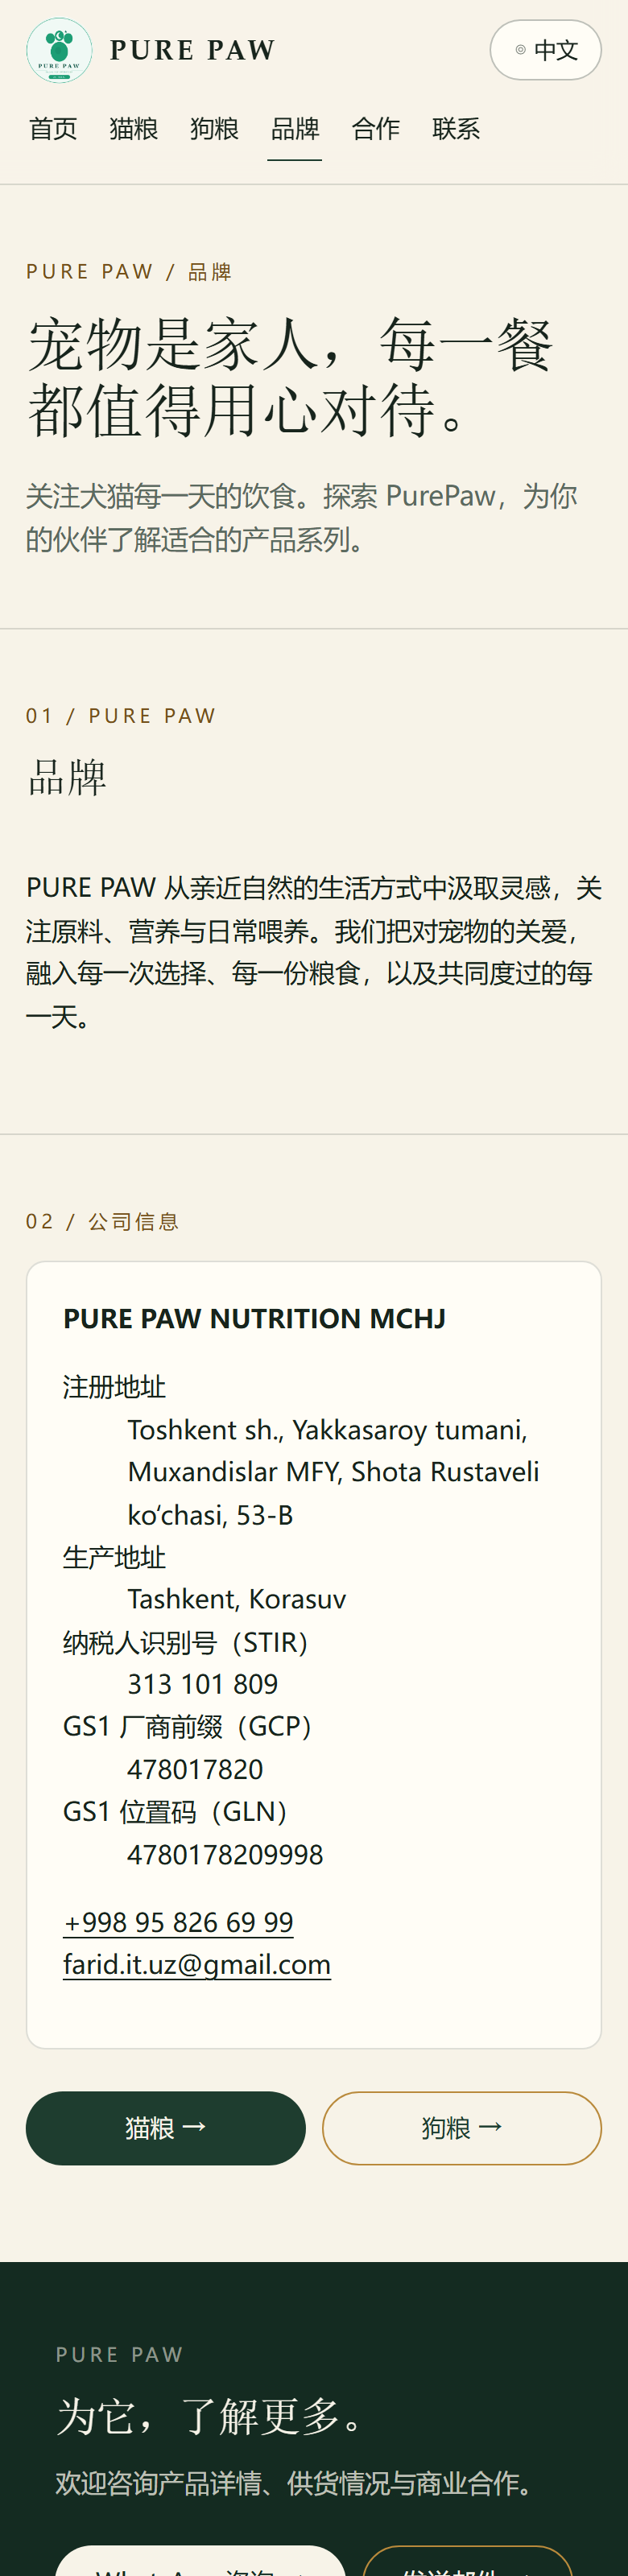 PURE PAW
PURE PAW
中文
首页 猫粮 狗粮 品牌 合作 联系
PURE PAW / 品牌
宠物是家人，每一餐
都值得用心对待。
关注犬猫每一天的饮食。探索 PurePaw，为你
的伙伴了解适合的产品系列。
01 / PURE PAW
品牌
PURE PAW 从亲近自然的生活方式中汲取灵感，关
注原料、营养与日常喂养。我们把对宠物的关爱，
融入每一次选择、每一份粮食，以及共同度过的每
一天。
02 / 公司信息
PURE PAW NUTRITION MCHJ
注册地址
Toshkent sh., Yakkasaroy tumani,
Muxandislar MFY, Shota Rustaveli
ko‘chasi, 53-B
生产地址
Tashkent, Korasuv
纳税人识别号（STIR）
313 101 809
GS1 厂商前缀（GCP）
478017820
GS1 位置码（GLN）
4780178209998
+998 95 826 69 99
farid.it.uz@gmail.com
猫粮 →
狗粮 →
PURE PAW
为它，了解更多。
欢迎咨询产品详情、供货情况与商业合作。